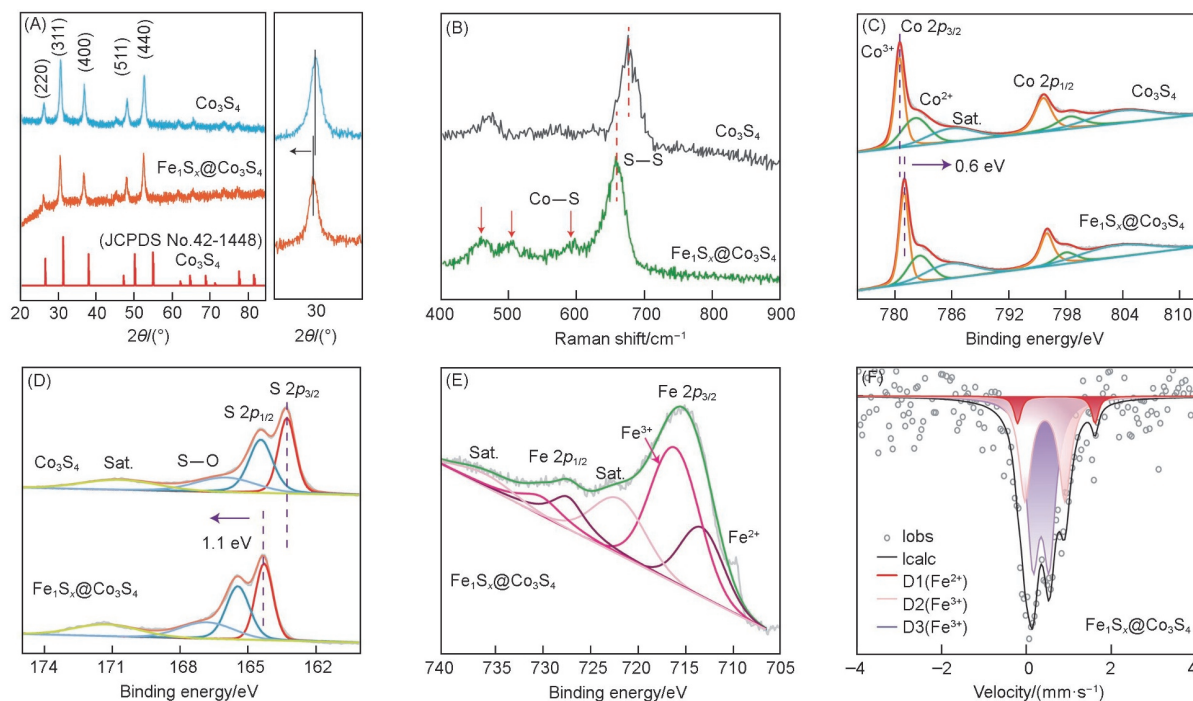 (A)
(220)
(311)
(400)
(511)
(440)
Co₃S₄
Fe₁Sₓ@Co₃S₄
(JCPDS No.42-1448)
Co₃S₄
20 30 40 50 60 70 80
2θ/(°)
30
2θ/(°)
(B)
Co₃S₄
S—S
Co—S
Fe₁Sₓ@Co₃S₄
400 500 600 700 800 900
Raman shift/cm⁻¹
(C)
Co 2p₃/₂
Co³⁺
Co²⁺
Sat.
Co 2p₁/₂
Co₃S₄
0.6 eV
Fe₁Sₓ@Co₃S₄
780 786 792 798 804 810
Binding energy/eV
(D)
S 2p₃/₂
S 2p₁/₂
S—O
Sat.
Co₃S₄
1.1 eV
Fe₁Sₓ@Co₃S₄
174 171 168 165 162
Binding energy/eV
(E)
Fe 2p₃/₂
Fe³⁺
Sat.
Fe 2p₁/₂
Sat.
Fe²⁺
Fe₁Sₓ@Co₃S₄
740 735 730 725 720 715 710 705
Binding energy/eV
(F)
Iobs
Icalc
D1(Fe²⁺)
D2(Fe³⁺)
D3(Fe³⁺)
Fe₁Sₓ@Co₃S₄
−4 −2 0 2 4
Velocity/(mm·s⁻¹)